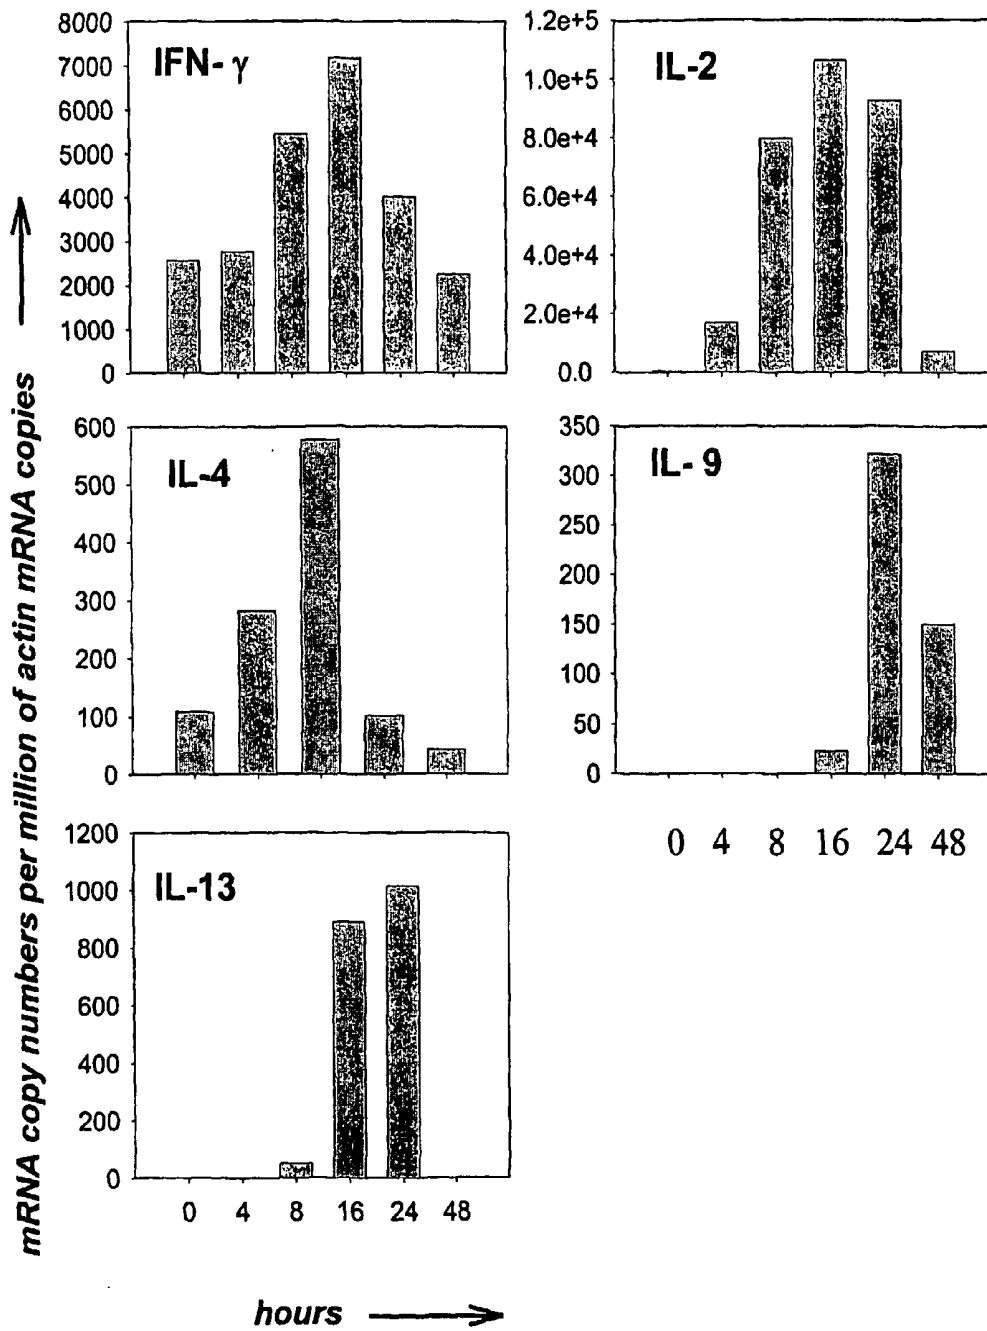 mRNA copy numbers per million of actin mRNA copies
IFN- γ
8000
7000
6000
5000
4000
3000
2000
1000
0
IL-2
1.2e+5
1.0e+5
8.0e+4
6.0e+4
4.0e+4
2.0e+4
0.0
IL-4
600
500
400
300
200
100
0
IL- 9
350
300
250
200
150
100
50
0
0 4 8 16 24 48
IL-13
1200
1000
800
600
400
200
0
0 4 8 16 24 48
hours